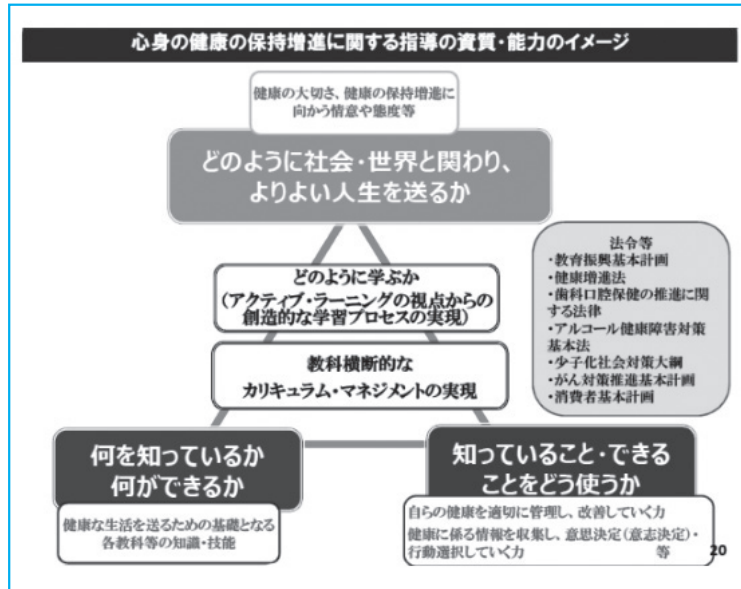 心身の健康の保持増進に関する指導の資質・能力のイメージ
健康の大切さ、健康の保持増進に
向かう情意や態度等
どのように社会・世界と関わり、
よりよい人生を送るか
どのように学ぶか
(アクティブ・ラーニングの視点からの
創造的な学習プロセスの実現)
教科横断的な
カリキュラム・マネジメントの実現
法令等
・教育振興基本計画
・健康増進法
・歯科口腔保健の推進に関
する法律
・アルコール健康障害対策
基本法
・少子化社会対策大綱
・がん対策推進基本計画
・消費者基本計画
何を知っているか
何ができるか
健康な生活を送るための基礎となる
各教科等の知識・技能
知っていること・できる
ことをどう使うか
自らの健康を適切に管理し、改善していく力
健康に係る情報を収集し、意思決定(意志決定)・
行動選択していく力 等
20